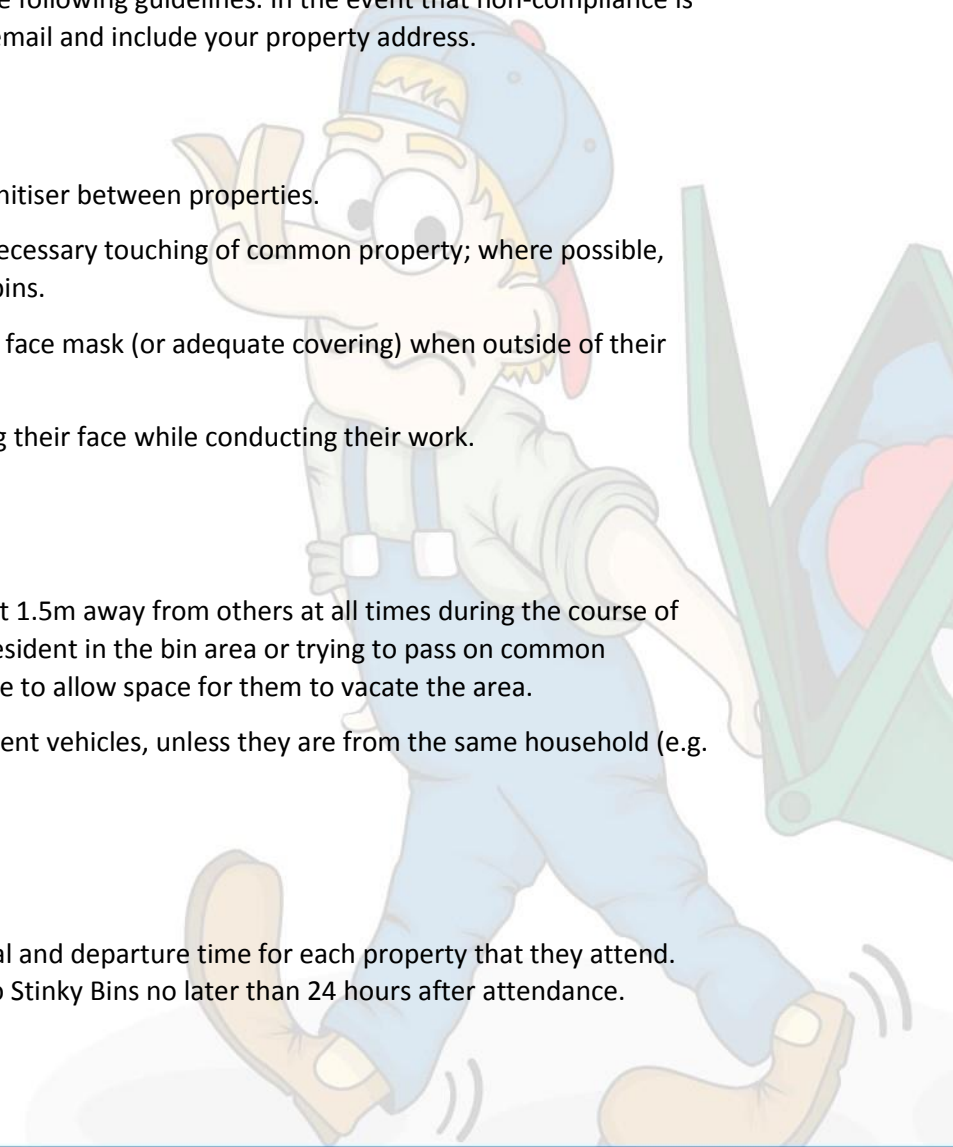 e following guidelines. In the event that non-compliance is
email and include your property address.
nitiser between properties.
ecessary touching of common property; where possible,
bins.
face mask (or adequate covering) when outside of their
g their face while conducting their work.
t 1.5m away from others at all times during the course of
esident in the bin area or trying to pass on common
e to allow space for them to vacate the area.
ent vehicles, unless they are from the same household (e.g.
al and departure time for each property that they attend.
o Stinky Bins no later than 24 hours after attendance.